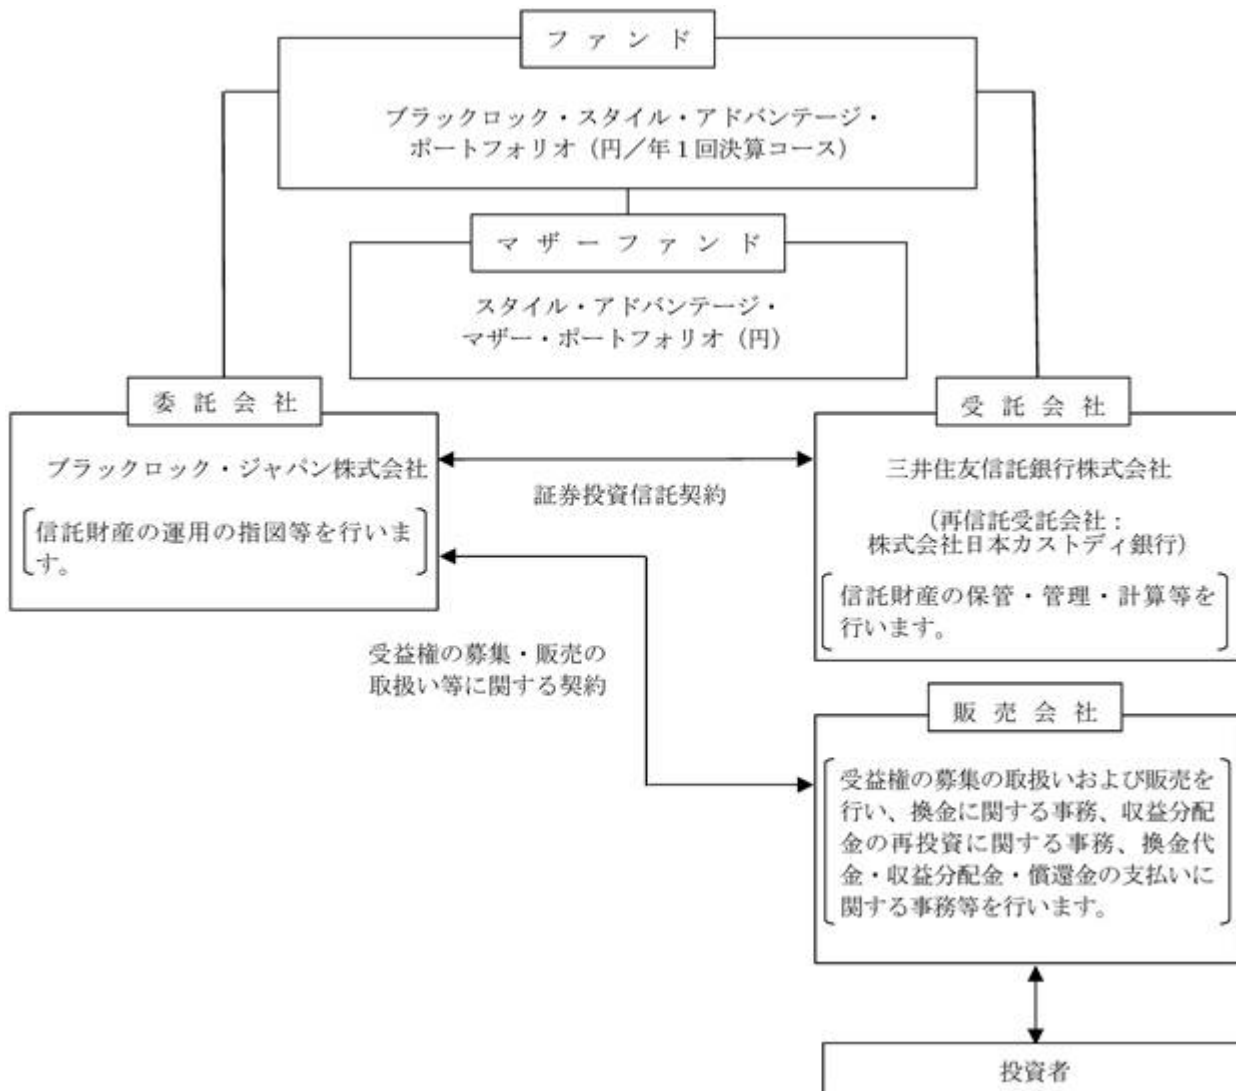 ファンド
ブラックロック・スタイル・アドバンテージ・
ポートフォリオ（円／年１回決算コース）
マザーファンド
スタイル・アドバンテージ・
マザー・ポートフォリオ（円）
委託会社
ブラックロック・ジャパン株式会社
信託財産の運用の指図等を行いま
す。
証券投資信託契約
受託会社
三井住友信託銀行株式会社
（再信託受託会社：
株式会社日本カストディ銀行）
信託財産の保管・管理・計算等を
行います。
受益権の募集・販売の
取扱い等に関する契約
販売会社
受益権の募集の取扱いおよび販売を
行い、換金に関する事務、収益分配
金の再投資に関する事務、換金代
金・収益分配金・償還金の支払いに
関する事務等を行います。
投資者